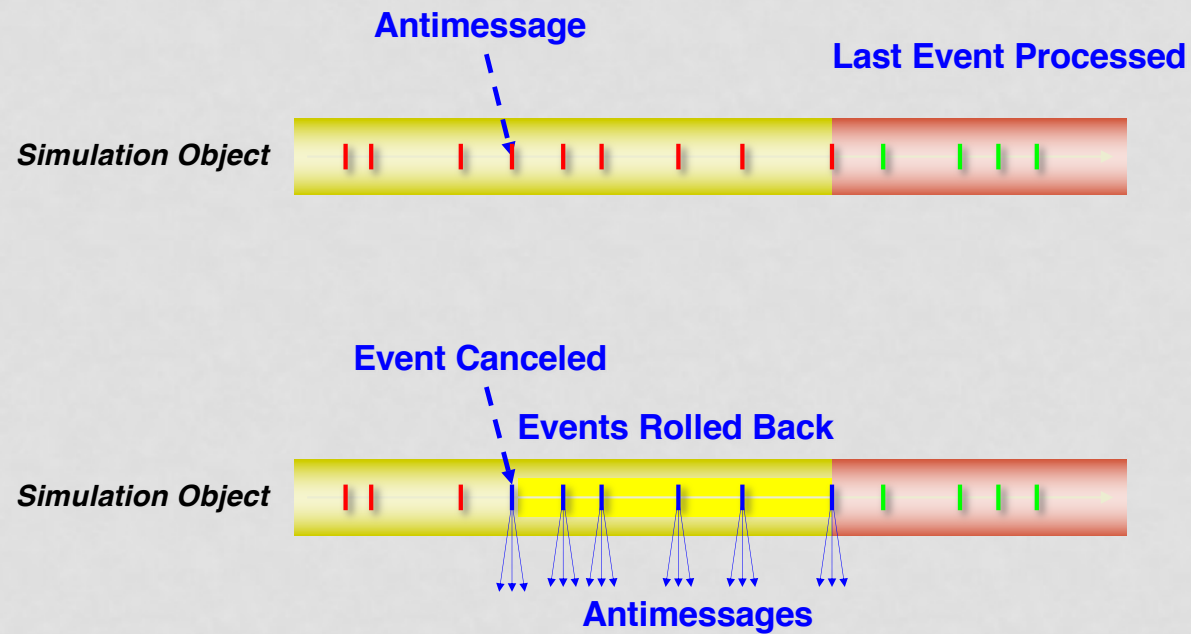 Antimessage
Last Event Processed
Simulation Object
Event Canceled
Events Rolled Back
Simulation Object
Antimessages